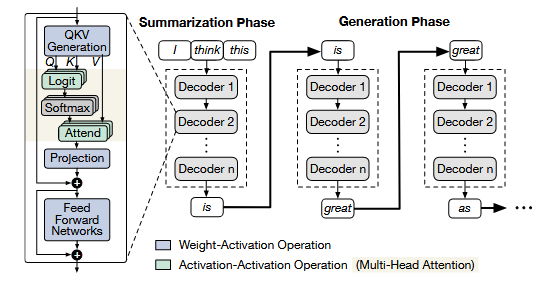 Summarization Phase
Generation Phase
QKV
Generation
Q K V
Logit
Softmax
Attend
Projection
+
Feed
Forward
Networks
+
I think this
Decoder 1
Decoder 2
Decoder n
is
is
Decoder 1
Decoder 2
Decoder n
great
great
Decoder 1
Decoder 2
Decoder n
as
Weight-Activation Operation
Activation-Activation Operation (Multi-Head Attention)